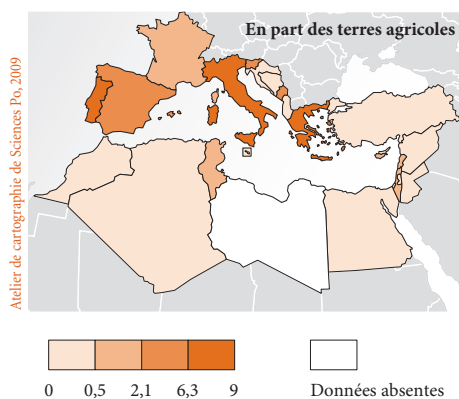 En part des terres agricoles
Atelier de cartographie de Sciences Po, 2009
0 0,5 2,1 6,3 9 Données absentes